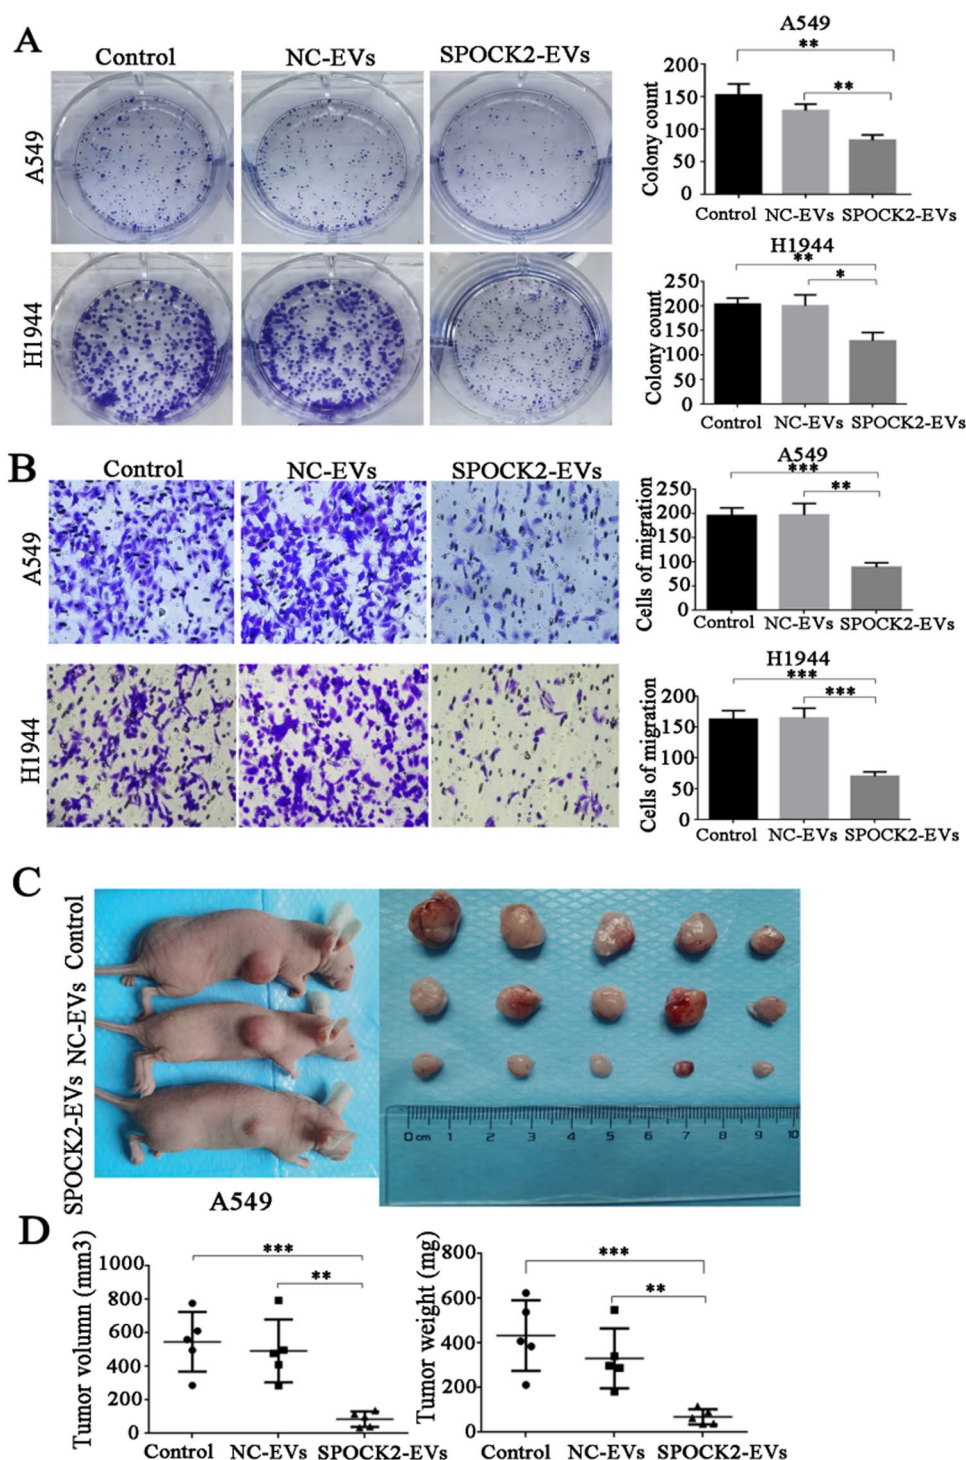 A
Control NC-EVs SPOCK2-EVs
A549
H1944
A549
**
**
Colony count
200
150
100
50
0
Control NC-EVs SPOCK2-EVs
H1944
**
*
Colony count
250
200
150
100
50
0
Control NC-EVs SPOCK2-EVs
B
Control NC-EVs SPOCK2-EVs
A549
H1944
A549
***
**
Cells of migration
250
200
150
100
50
0
Control NC-EVs SPOCK2-EVs
H1944
***
***
Cells of migration
200
150
100
50
0
Control NC-EVs SPOCK2-EVs
C
SPOCK2-EVs NC-EVs Control
0 cm 1 2 3 4 5 6 7 8 9 10
A549
D
***
**
Tumor volumn (mm3)
1000
800
600
400
200
0
Control NC-EVs SPOCK2-EVs
***
**
Tumor weight (mg)
800
600
400
200
0
Control NC-EVs SPOCK2-EVs